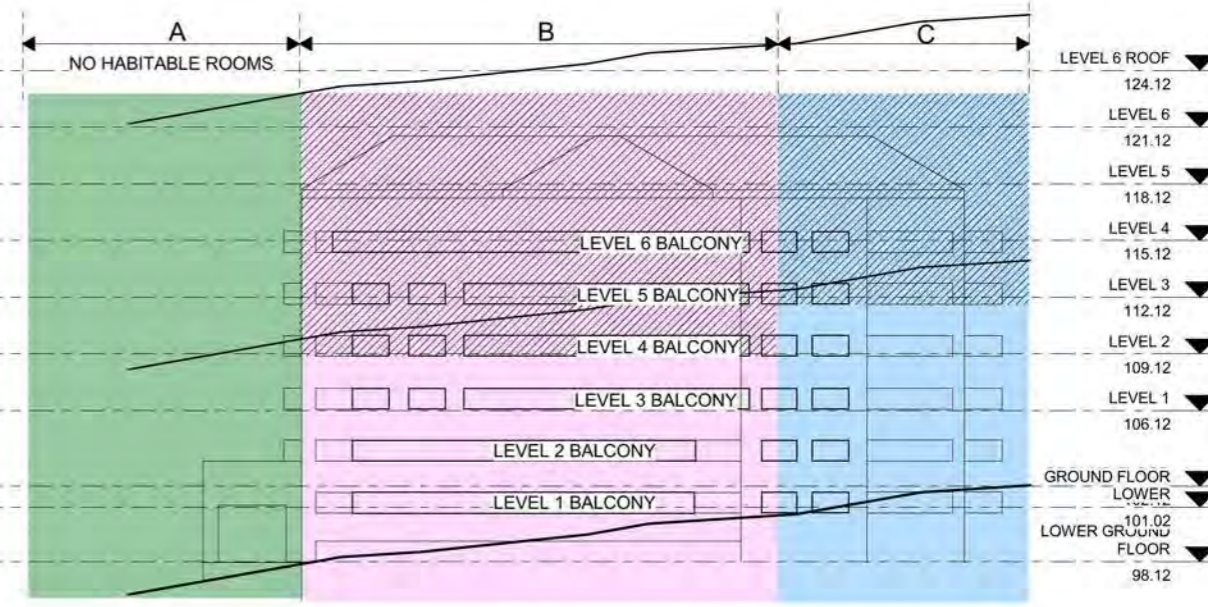 A
B
C
NO HABITABLE ROOMS
LEVEL 6 ROOF
124.12
LEVEL 6
121.12
LEVEL 5
118.12
LEVEL 4
115.12
LEVEL 6 BALCONY
LEVEL 3
112.12
LEVEL 5 BALCONY
LEVEL 2
109.12
LEVEL 4 BALCONY
LEVEL 1
106.12
LEVEL 3 BALCONY
LEVEL 2 BALCONY
GROUND FLOOR
LOWER
LEVEL 1 BALCONY
101.02
LOWER GROUND
FLOOR
98.12